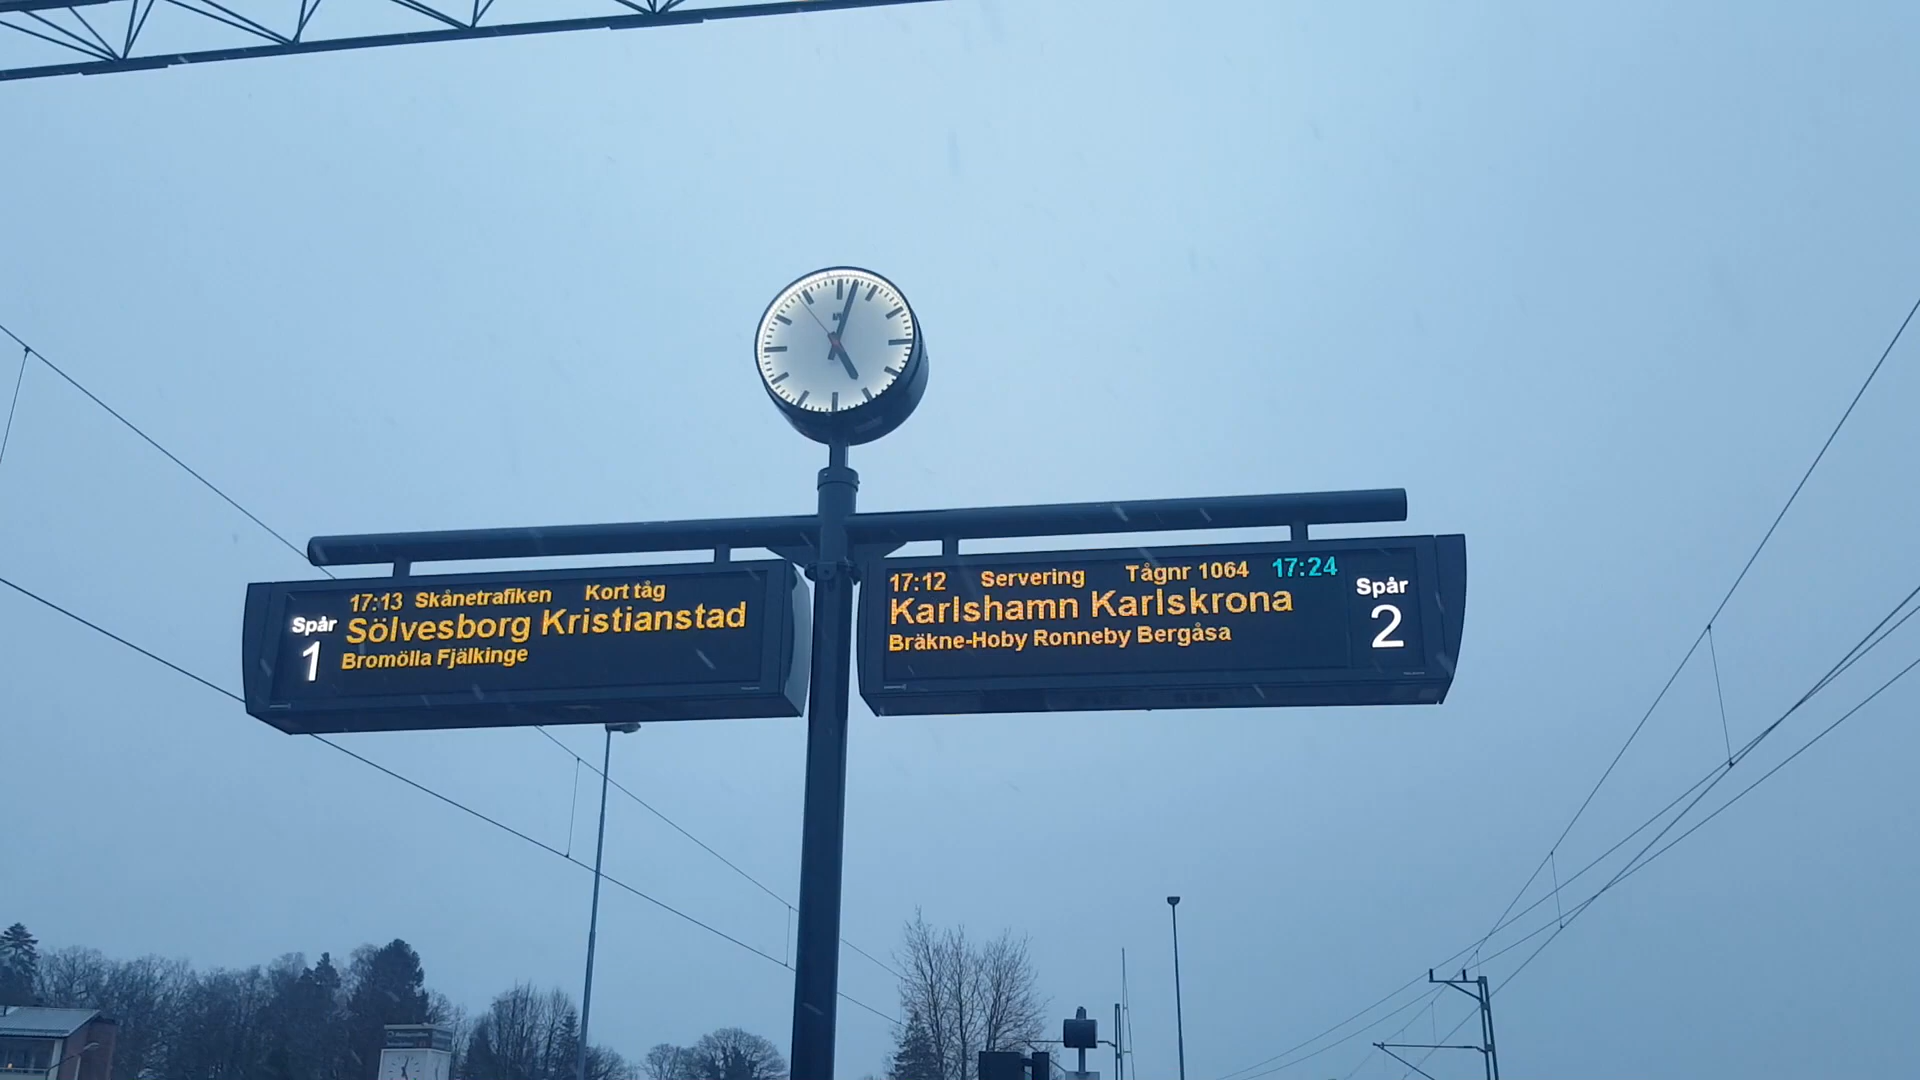 17:13 Skånetrafiken Kort tåg
Spår
1
Sölvesborg Kristianstad
Bromölla Fjälkinge
17:12 Servering Tågnr 1064 17:24
Karlshamn Karlskrona
Bräkne-Hoby Ronneby Bergåsa
Spår
2